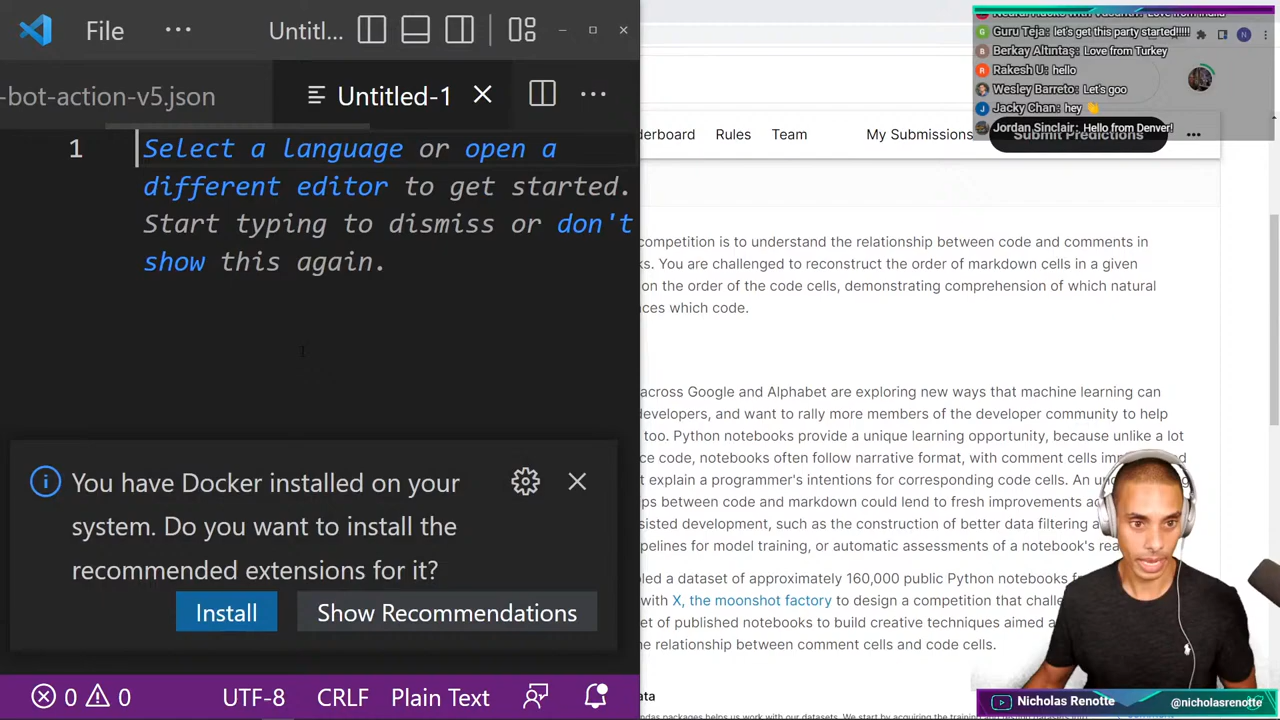 File
Untitl...
-bot-action-v5.json
Untitled-1
1
Select a language or open a
different editor to get started.
Start typing to dismiss or don't
show this again.
You have Docker installed on your
system. Do you want to install the
recommended extensions for it?
Install
Show Recommendations
0
0
UTF-8
CRLF
Plain Text
Guru Teja: let's get this party started!!!!!
Berkay Altıntaş: Love from Turkey
Rakesh U: hello
Wesley Barreto: Let's goo
Jacky Chan: hey 👋
Jordan Sinclair: Hello from Denver!
N
derboard
Rules
Team
My Submissions
Submit Predictions
competition is to understand the relationship between code and comments in
ks. You are challenged to reconstruct the order of markdown cells in a given
on the order of the code cells, demonstrating comprehension of which natural
nces which code.
across Google and Alphabet are exploring new ways that machine learning can
developers, and want to rally more members of the developer community to help
too. Python notebooks provide a unique learning opportunity, because unlike a lot
ce code, notebooks often follow narrative format, with comment cells
t explain a programmer's intentions for corresponding code cells. An
ps between code and markdown could lend to fresh improvements
sisted development, such as the construction of better data filtering
pelines for model training, or automatic assessments of a notebook's
led a dataset of approximately 160,000 public Python notebooks
with X, the moonshot factory to design a competition that
et of published notebooks to build creative techniques aimed
he relationship between comment cells and code cells.
ata
Nicholas Renotte
@nicholasrenotte